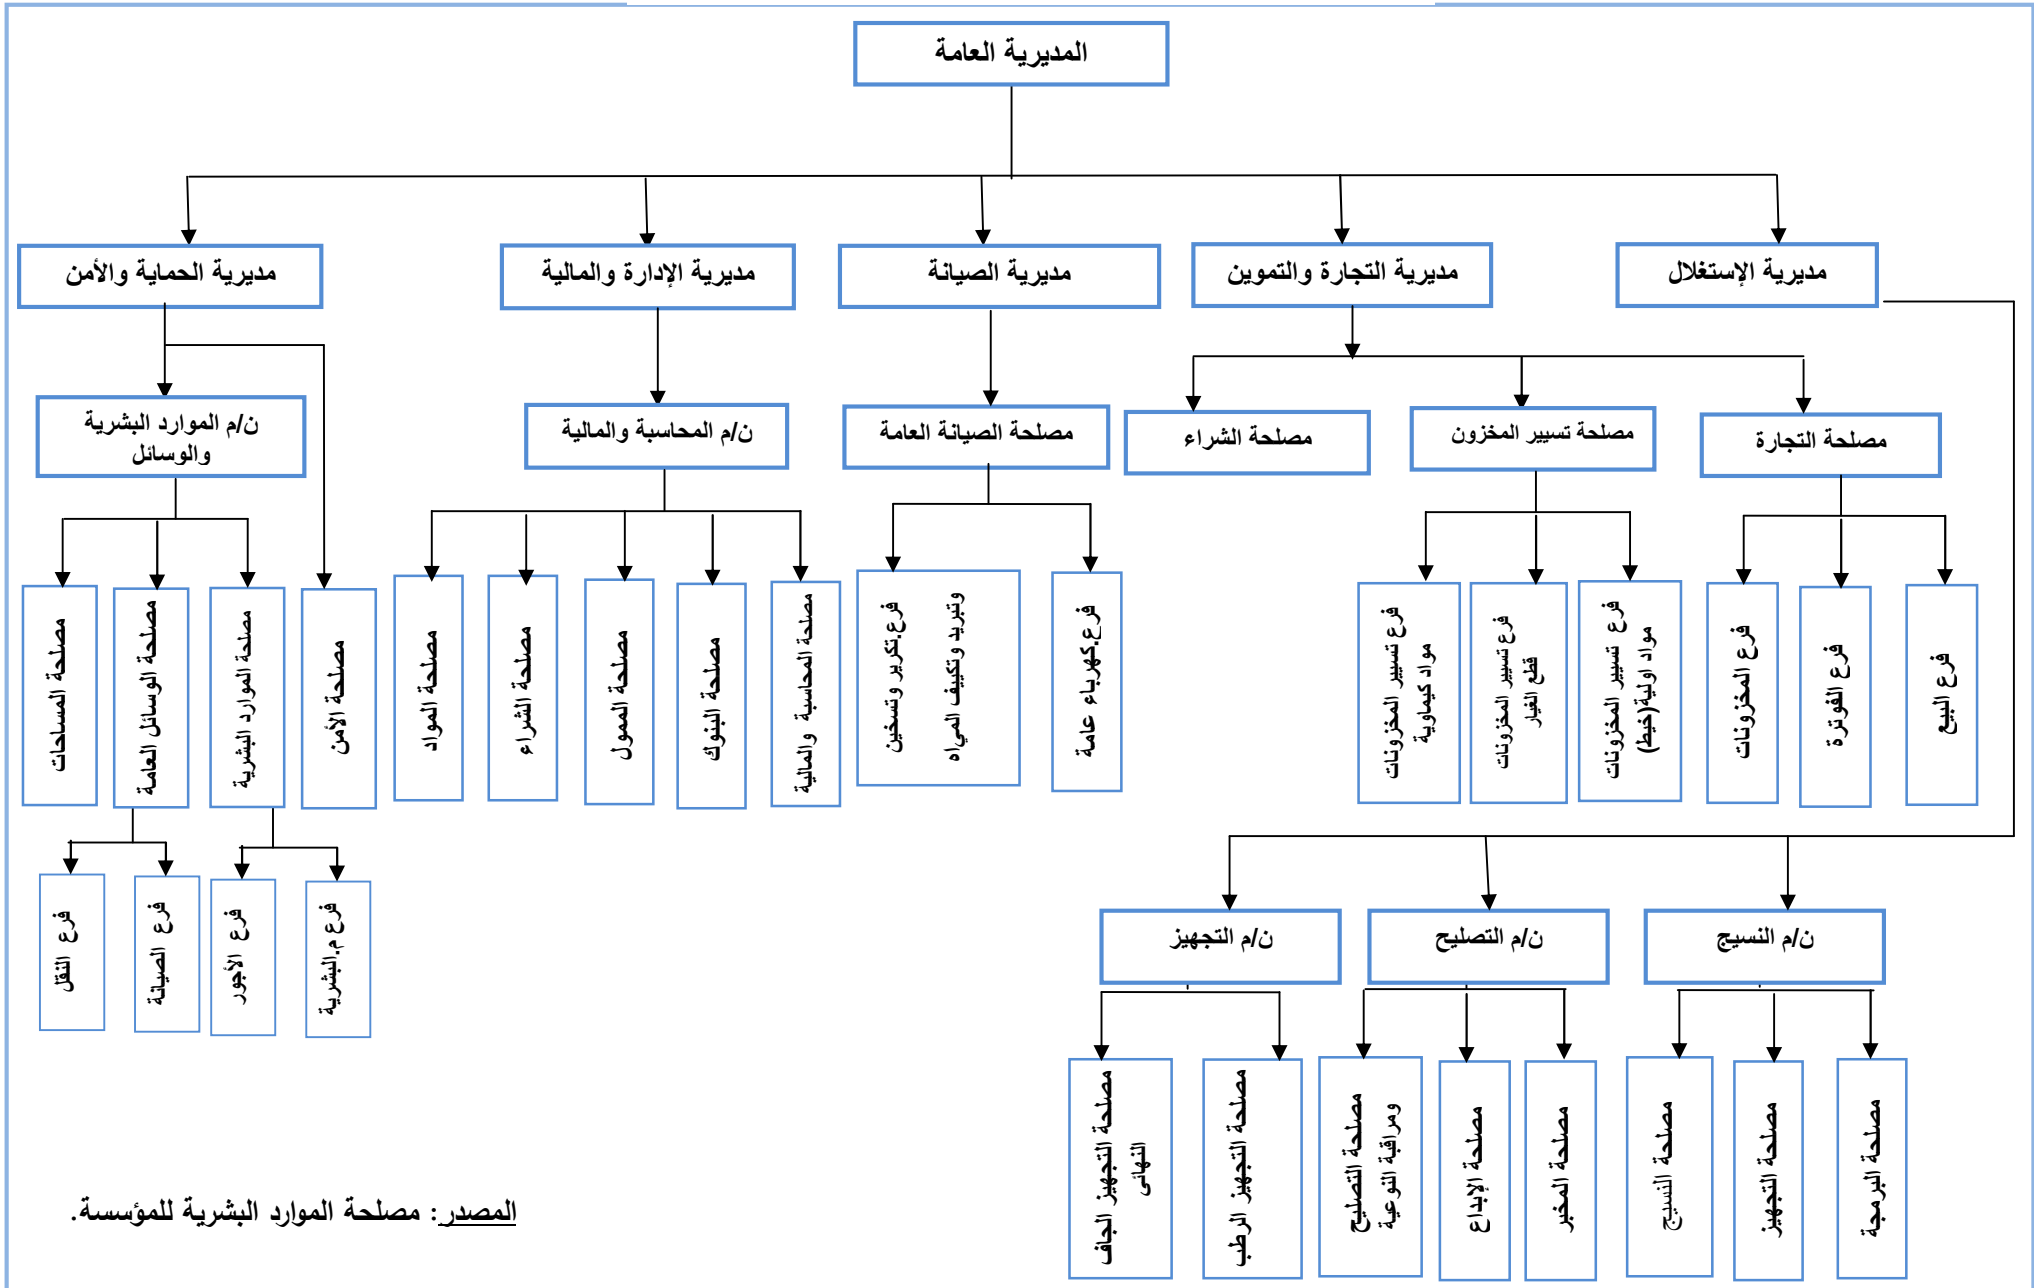 المديرية العامة
مديرية الإستغلال
مديرية التجارة والتموين
مديرية الصيانة
مديرية الإدارة والمالية
مديرية الحماية والأمن
مصلحة التجارة
مصلحة تسيير المخزون
مصلحة الشراء
مصلحة الصيانة العامة
ن/م المحاسبة والمالية
ن/م الموارد البشرية
والوسائل
فرع البيع
فرع الفوترة
فرع المخزونات
فرع تسيير المخزونات
مواد اولية(خيط)
فرع تسيير المخزونات
قطع الغيار
فرع تسيير المخزونات
مواد كيماوية
فرع.كهرباء عامة
فرع.تكرير وتسخين
وتبريد وتكييف المياه
مصلحة المحاسبة والمالية
مصلحة البنوك
مصلحة الممول
مصلحة الشراء
مصلحة المواد
مصلحة الأمن
مصلحة الموارد البشرية
مصلحة الوسائل العامة
مصلحة المساحات
فرع م.البشرية
فرع الأجور
فرع الصيانة
فرع النقل
ن/م النسيج
ن/م التصليح
ن/م التجهيز
مصلحة البرمجة
مصلحة التجهيز
مصلحة النسيج
مصلحة المخبر
مصلحة الإبداع
مصلحة التصليح
ومراقبة النوعية
مصلحة التجهيز الرطب
مصلحة التجهيز الجاف
النهائى
المصدر: مصلحة الموارد البشرية للمؤسسة.